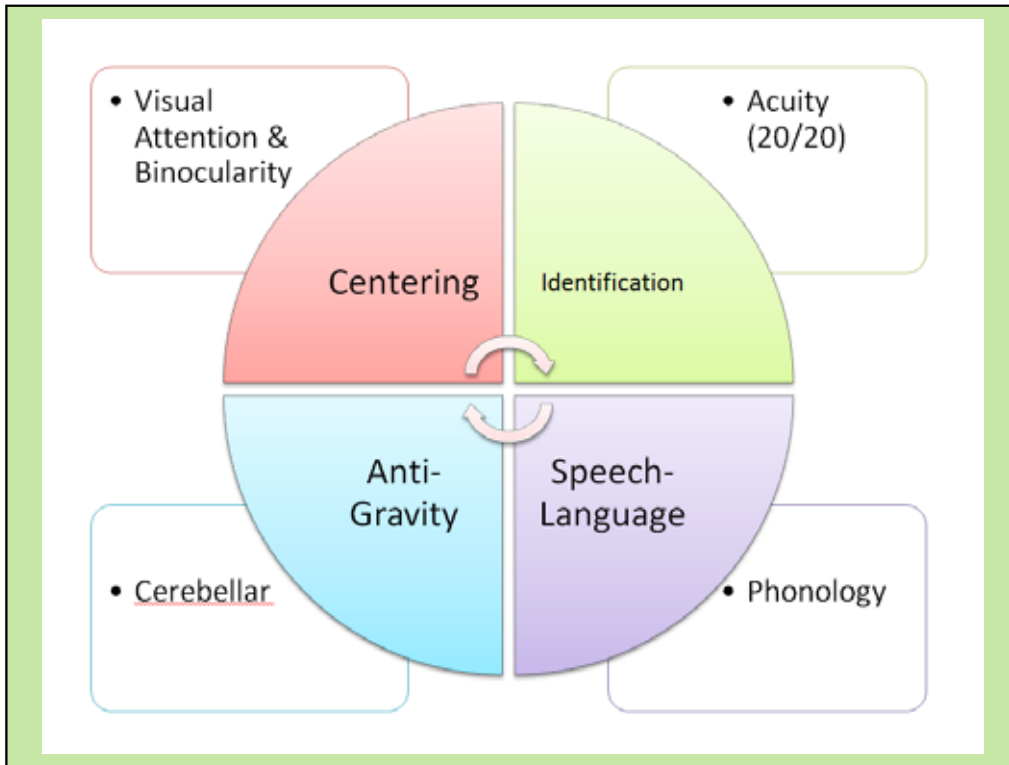 • Visual
Attention &
Binocularity
• Acuity
(20/20)
Centering
Identification
Anti-
Gravity
Speech-
Language
• Cerebellar
• Phonology